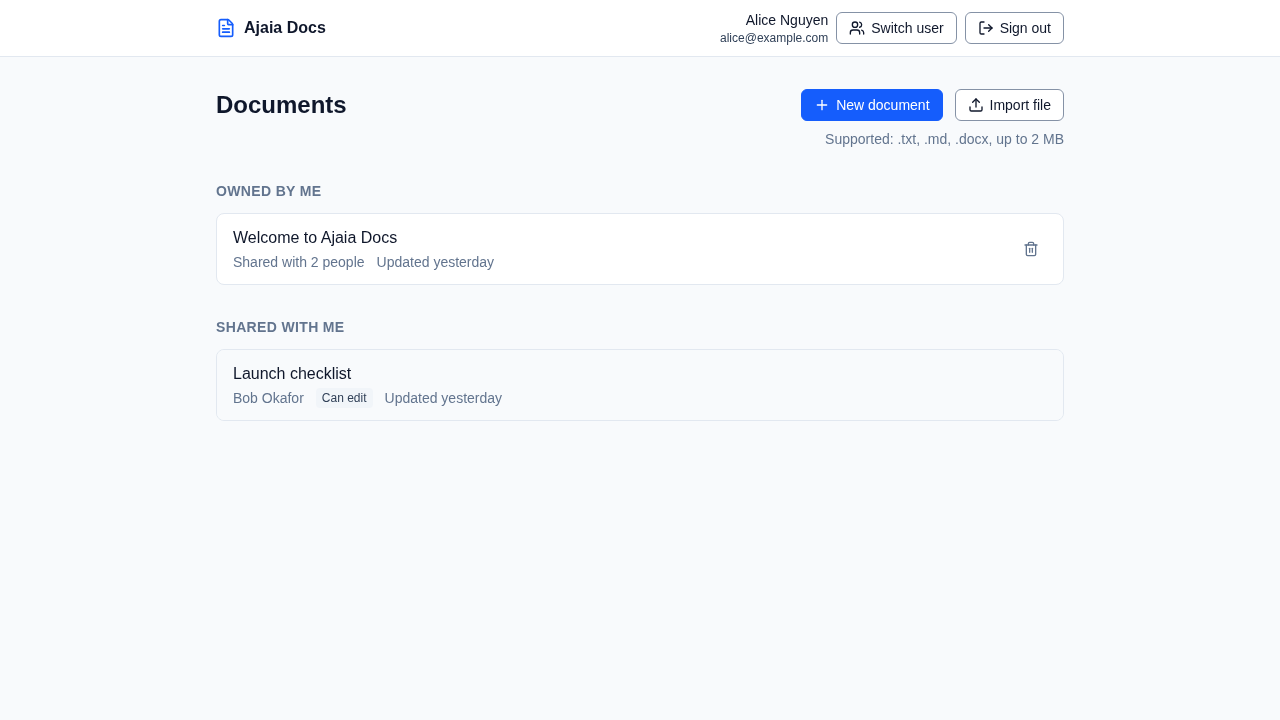 Ajaia Docs
Alice Nguyen
alice@example.com
Switch user
Sign out
Documents
New document
Import file
Supported: .txt, .md, .docx, up to 2 MB
OWNED BY ME
Welcome to Ajaia Docs
Shared with 2 people Updated yesterday
SHARED WITH ME
Launch checklist
Bob Okafor Can edit Updated yesterday